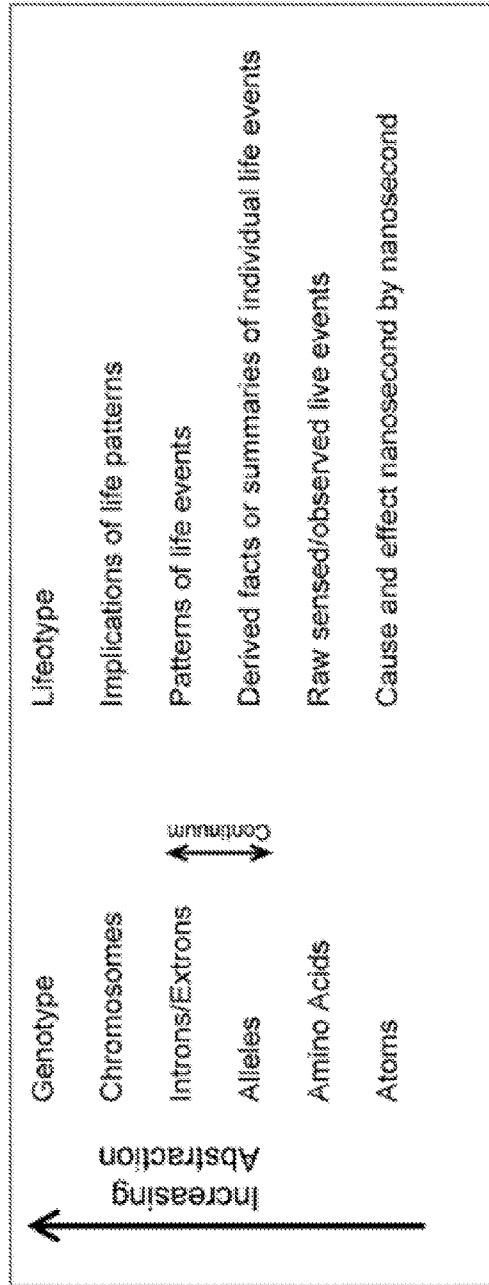 Genotype Lifeotype
Chromosomes Implications of life patterns
Introns/Extrons Patterns of life events
Alleles Derived facts or summaries of individual life events
Amino Acids Raw sensed/observed live events
Atoms Cause and effect nanosecond by nanosecond
Continuum
Increasing
Abstraction